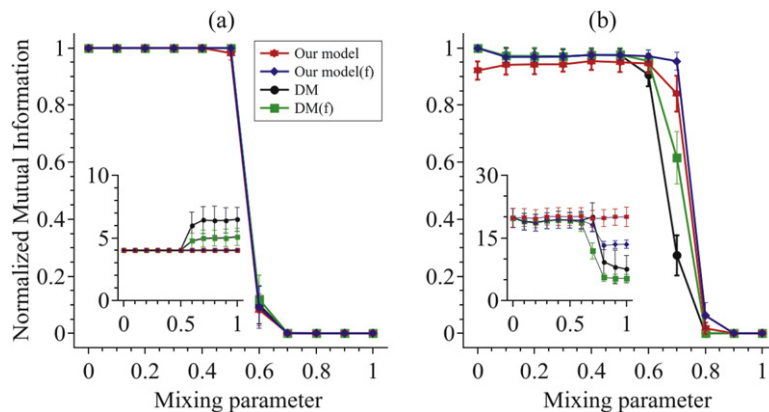 (a)
(b)
Normalized Mutual Information
1
0.8
0.6
0.4
0.2
0
10
7
4
0
0 0.5 1
0 0.2 0.4 0.6 0.8 1
Mixing parameter
Our model
Our model(f)
DM
DM(f)
1
0.8
0.6
0.4
0.2
0
30
15
0
0 0.5 1
0 0.2 0.4 0.6 0.8 1
Mixing parameter